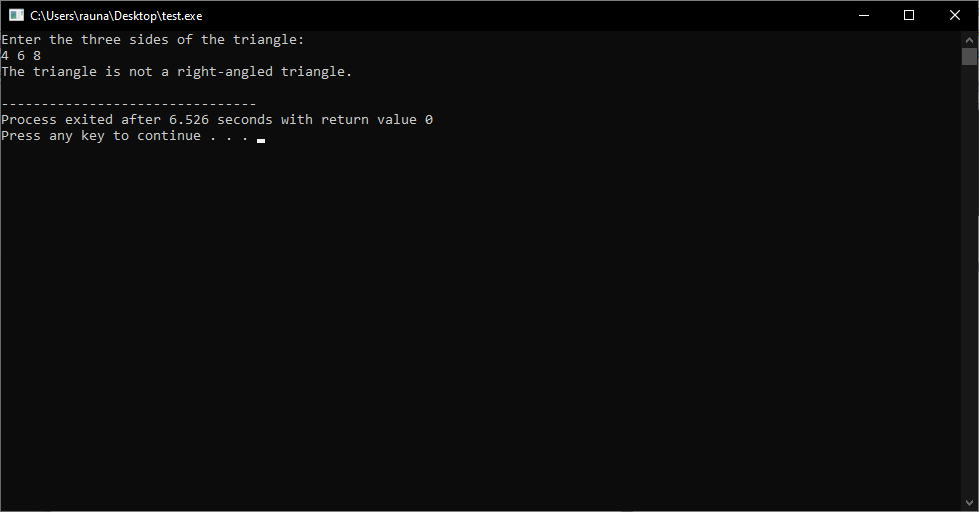 C:\Users\rauna\Desktop\test.exe
Enter the three sides of the triangle:
4 6 8
The triangle is not a right-angled triangle.
--------------------------------
Process exited after 6.526 seconds with return value 0
Press any key to continue . . .